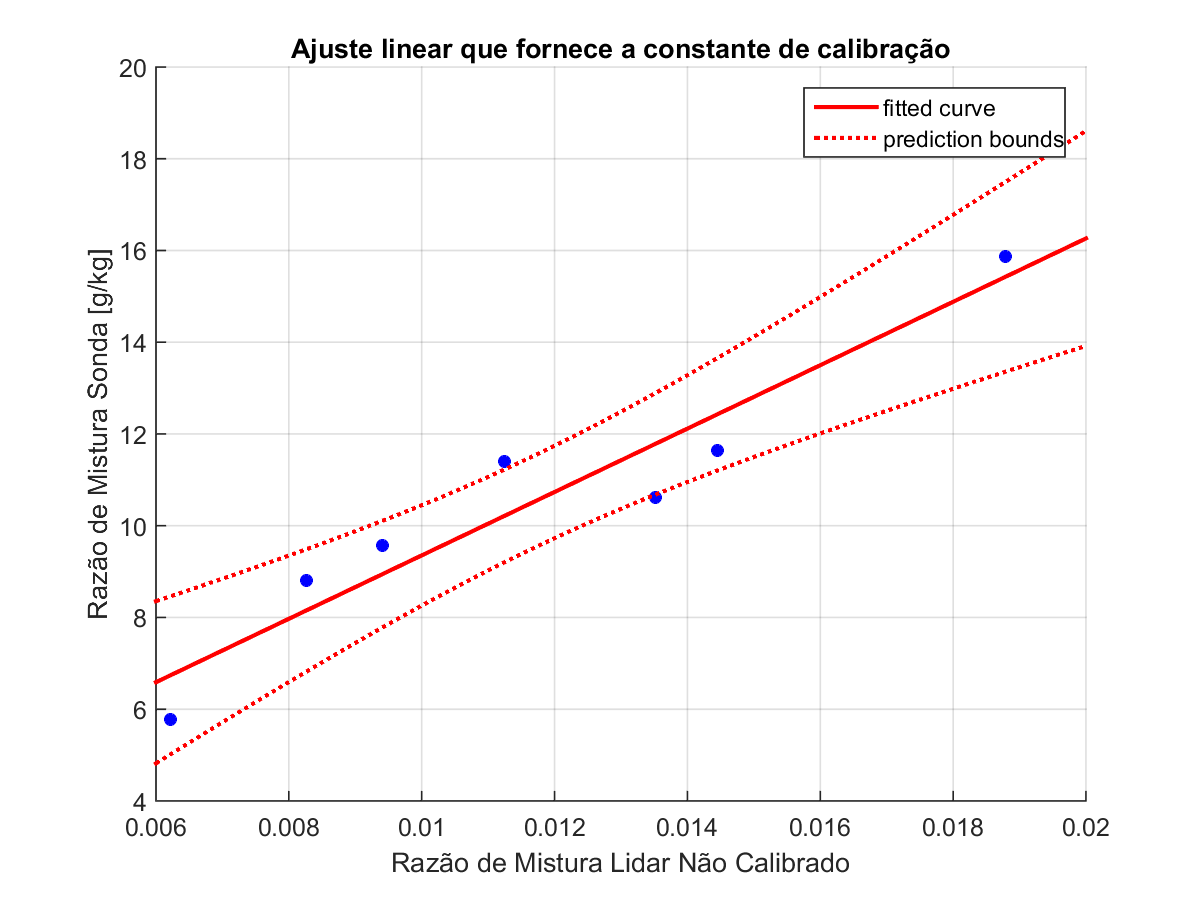 Ajuste linear que fornece a constante de calibração
fitted curve
prediction bounds
Razão de Mistura Sonda [g/kg]
20
18
16
14
12
10
8
6
4
0.006 0.008 0.01 0.012 0.014 0.016 0.018 0.02
Razão de Mistura Lidar Não Calibrado